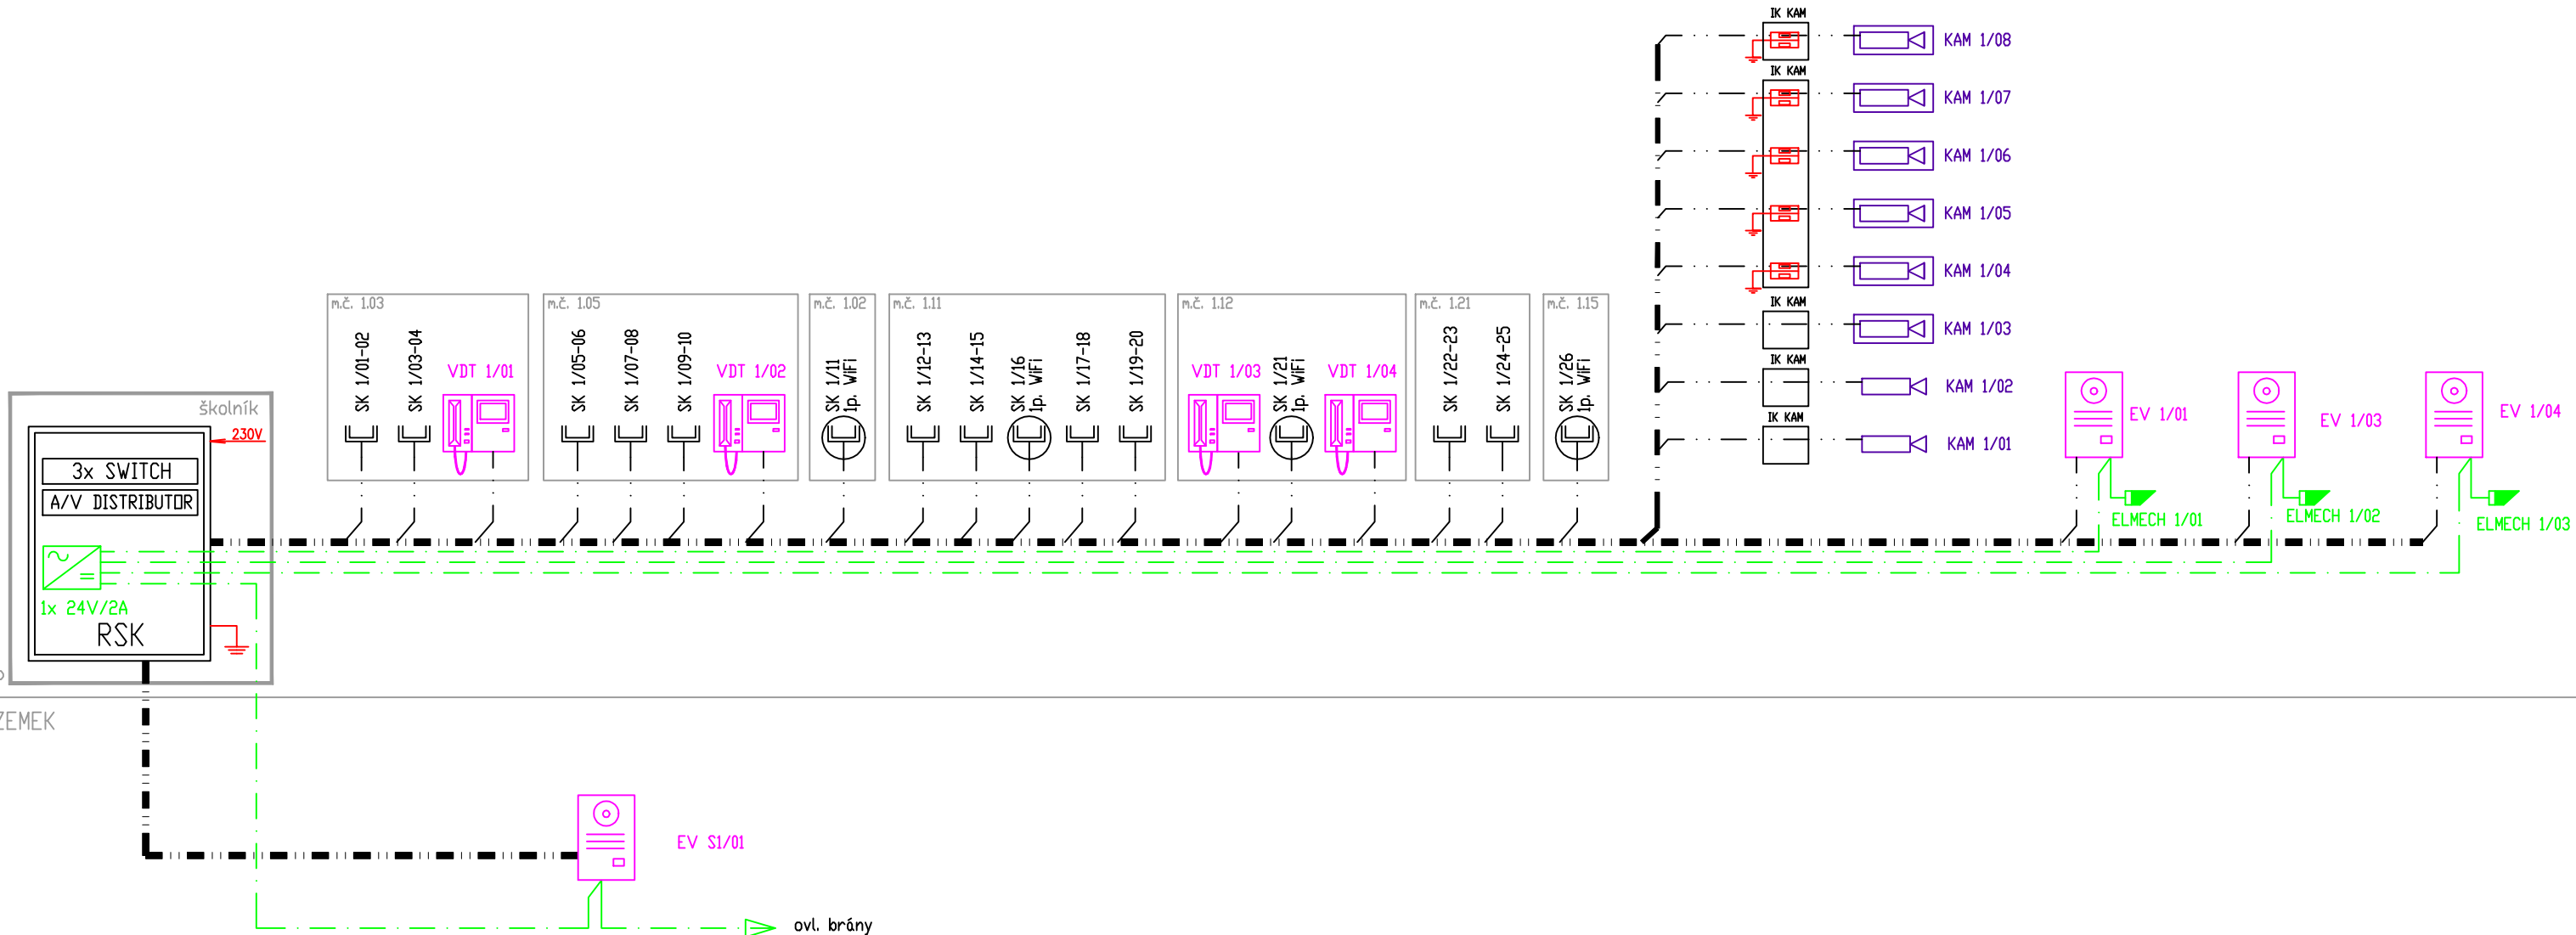 IK KAM
KAM 1/08
IK KAM
KAM 1/07
KAM 1/06
KAM 1/05
KAM 1/04
IK KAM
KAM 1/03
IK KAM
KAM 1/02
IK KAM
KAM 1/01
m.č. 1.03
SK 1/01-02
SK 1/03-04
VDT 1/01
m.č. 1.05
SK 1/05-06
SK 1/07-08
SK 1/09-10
VDT 1/02
m.č. 1.02
SK 1/11
1p. WiFi
m.č. 1.11
SK 1/12-13
SK 1/14-15
SK 1/16
1p. WiFi
SK 1/17-18
SK 1/19-20
m.č. 1.12
VDT 1/03
SK 1/21
1p. WiFi
VDT 1/04
m.č. 1.21
SK 1/22-23
SK 1/24-25
m.č. 1.15
SK 1/26
1p. WiFi
EV 1/01
EV 1/03
EV 1/04
ELMECH 1/01
ELMECH 1/02
ELMECH 1/03
školník
230V
3x SWITCH
A/V DISTRIBUTOR
1x 24V/2A
RSK
ZEMEK
EV S1/01
ovl. brány